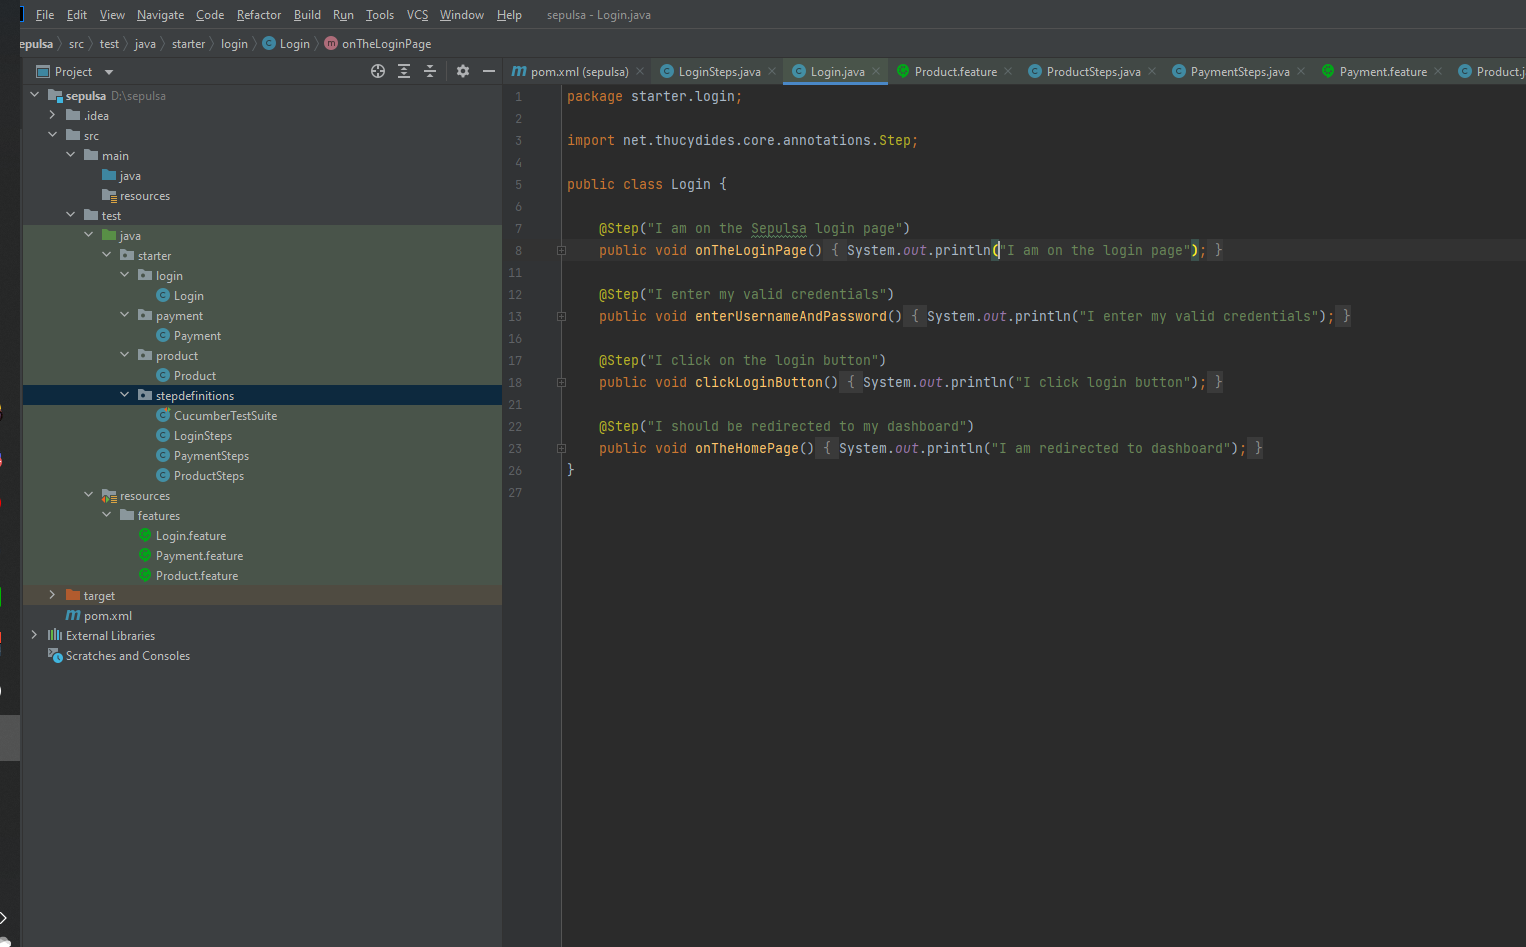 File Edit View Navigate Code Refactor Build Run Tools VCS Window Help sepulsa - Login.java
epulsa src test java starter login Login onTheLoginPage
Project
pom.xml (sepulsa) LoginSteps.java Login.java Product.feature ProductSteps.java PaymentSteps.java Payment.feature Product.j
sepulsa D:\sepulsa
.idea
src
main
java
resources
test
java
starter
login
Login
payment
Payment
product
Product
stepdefinitions
CucumberTestSuite
LoginSteps
PaymentSteps
ProductSteps
resources
features
Login.feature
Payment.feature
Product.feature
target
pom.xml
External Libraries
Scratches and Consoles
1 package starter.login;
2
3 import net.thucydides.core.annotations.Step;
4
5 public class Login {
6
7 @Step("I am on the Sepulsa login page")
8 public void onTheLoginPage() { System.out.println("I am on the login page"); }
11
12 @Step("I enter my valid credentials")
13 public void enterUsernameAndPassword() { System.out.println("I enter my valid credentials"); }
16
17 @Step("I click on the login button")
18 public void clickLoginButton() { System.out.println("I click login button"); }
21
22 @Step("I should be redirected to my dashboard")
23 public void onTheHomePage() { System.out.println("I am redirected to dashboard"); }
26 }
27